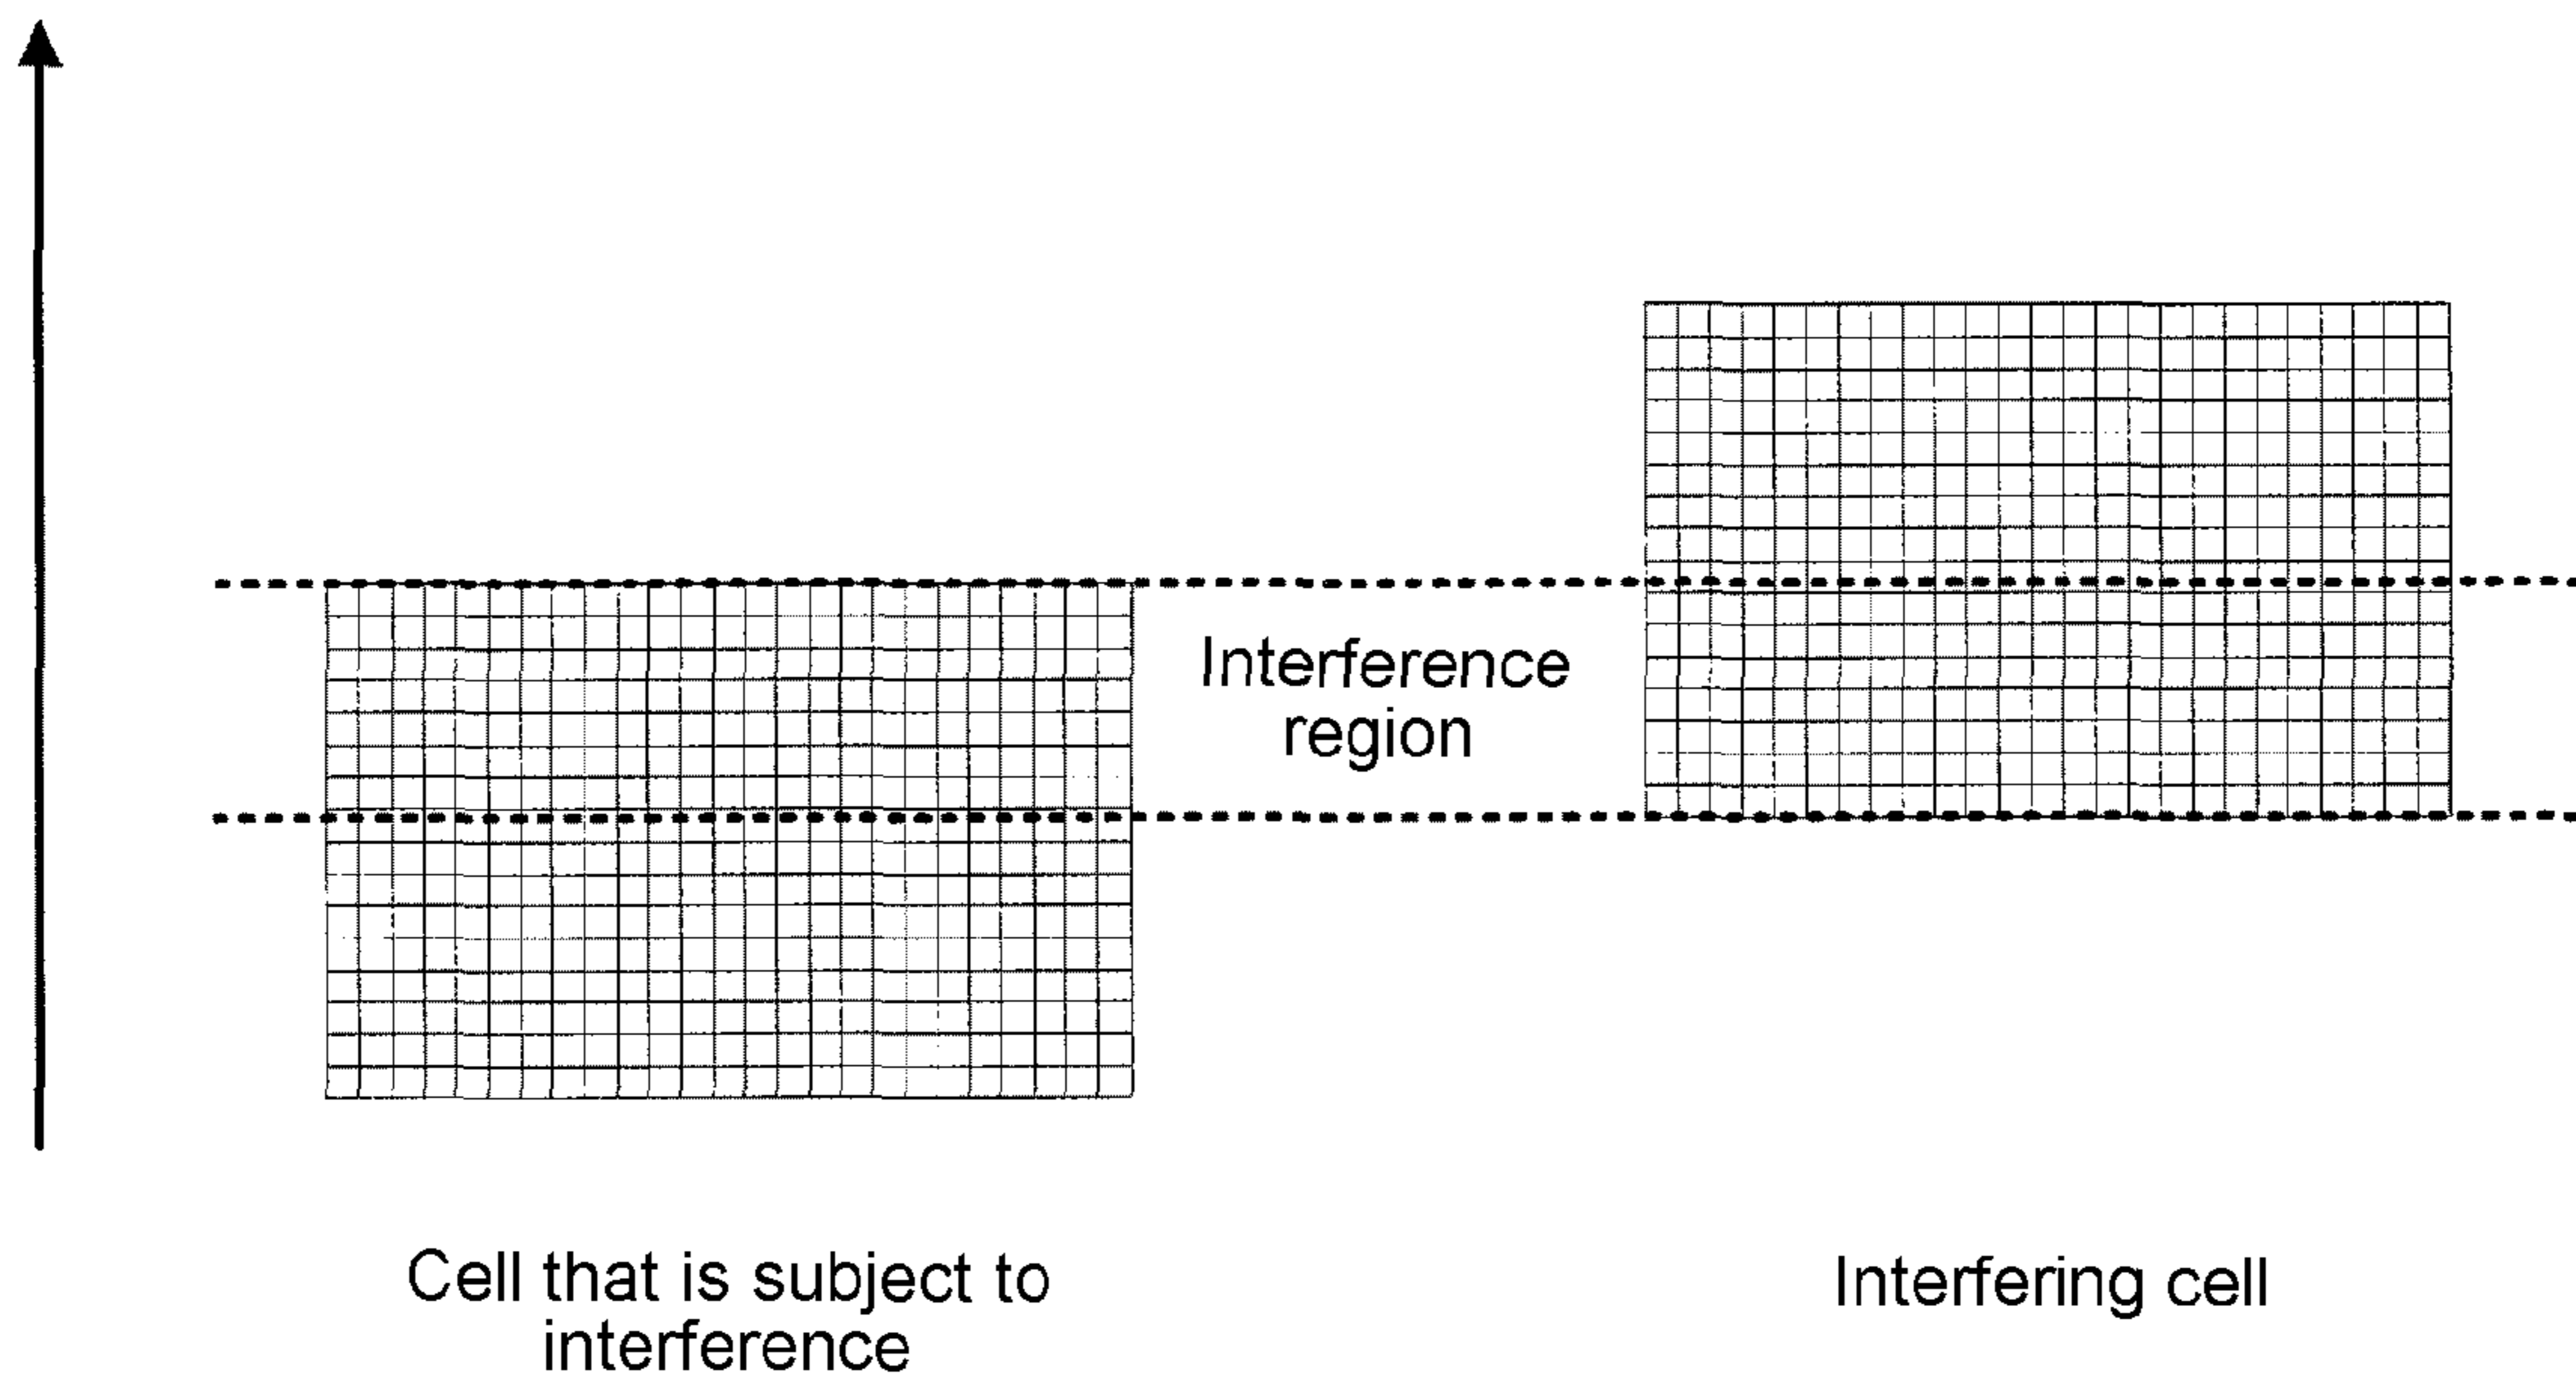 Interference
region
Cell that is subject to
interference
Interfering cell